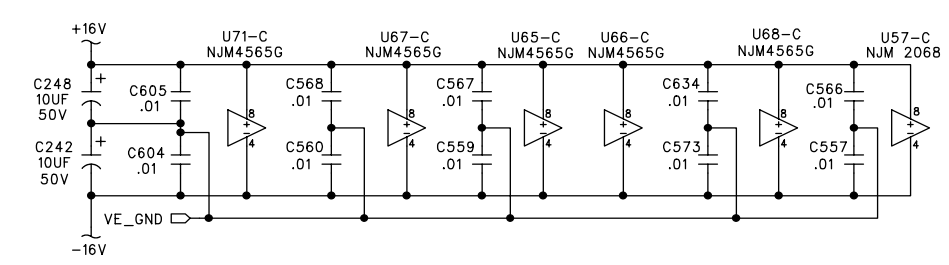 +16V
U71-C
NJM4565G
U67-C
NJM4565G
U65-C
NJM4565G
U66-C
NJM4565G
U68-C
NJM4565G
U57-C
NJM 2068
C248
10UF
50V
+
C605
.01
8
4
+
-
C568
.01
8
4
+
-
C567
.01
8
4
+
-
8
4
+
-
C634
.01
8
4
+
-
C566
.01
8
4
+
-
C242
10UF
50V
+
C604
.01
C560
.01
C559
.01
C573
.01
C557
.01
VE_GND
-16V